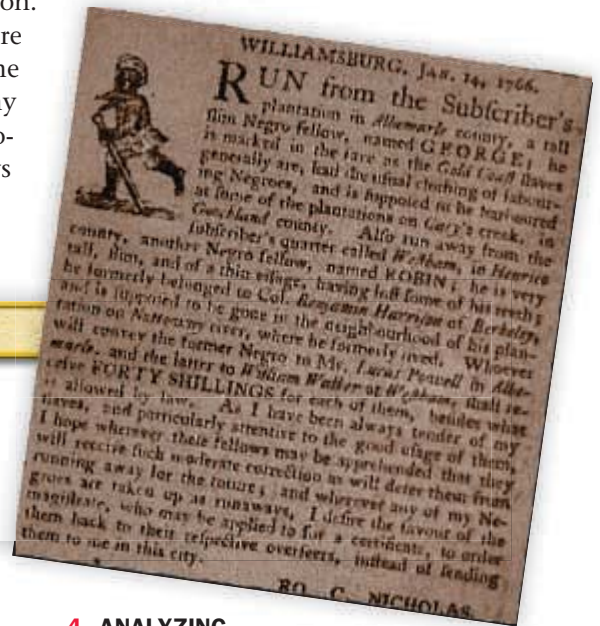 on.
re
ne
ny
o-
ys
WILLIAMSBURG, JAN. 14, 1766.
RUN from the Subſcriber's
plantation in Albemarle county, a tall
ſlim Negro fellow, named GEORGE; he
is marked in the face as the Gold Coaſt ſlaves
generally are, had the uſual clothing of labour-
ing Negroes, and is ſuppoſed to be harboured
at ſome of the plantations on creek, in
Goochland county. Alſo run away from the
ſubſcriber's quarter called in Henrico
county, another Negro fellow, named ROBIN; he is very
tall, ſlim, and of a thin viſage, having loſt ſome of his teeth;
he formerly belonged to Col. Benjamin Harriſon of Berkeley,
and is ſuppoſed to be gone in the neighbourhood of his plan-
tation on Nottoway river, where he formerly lived. Whoever
will convey the former Negro to Mr. Lucas Powell in Albe-
marle, and the latter to William at ſhall re-
ceive FORTY SHILLINGS for each of them, beſides what
is allowed by law. As I have been always tender of my
ſlaves, and particularly attentive to the good uſage of them,
I hope wherever theſe fellows may be apprehended that they
will receive ſuch moderate correction as will deter them from
running away for the future; and wherever any of my Ne-
groes are taken up as runaways, I deſire the favour of the
magiſtrate, who may be applied to for a certificate, to order
them back to their reſpective overſeers, inſtead of ſending
them to me in this city.
RO. C. NICHOLAS.
4. ANALYZING